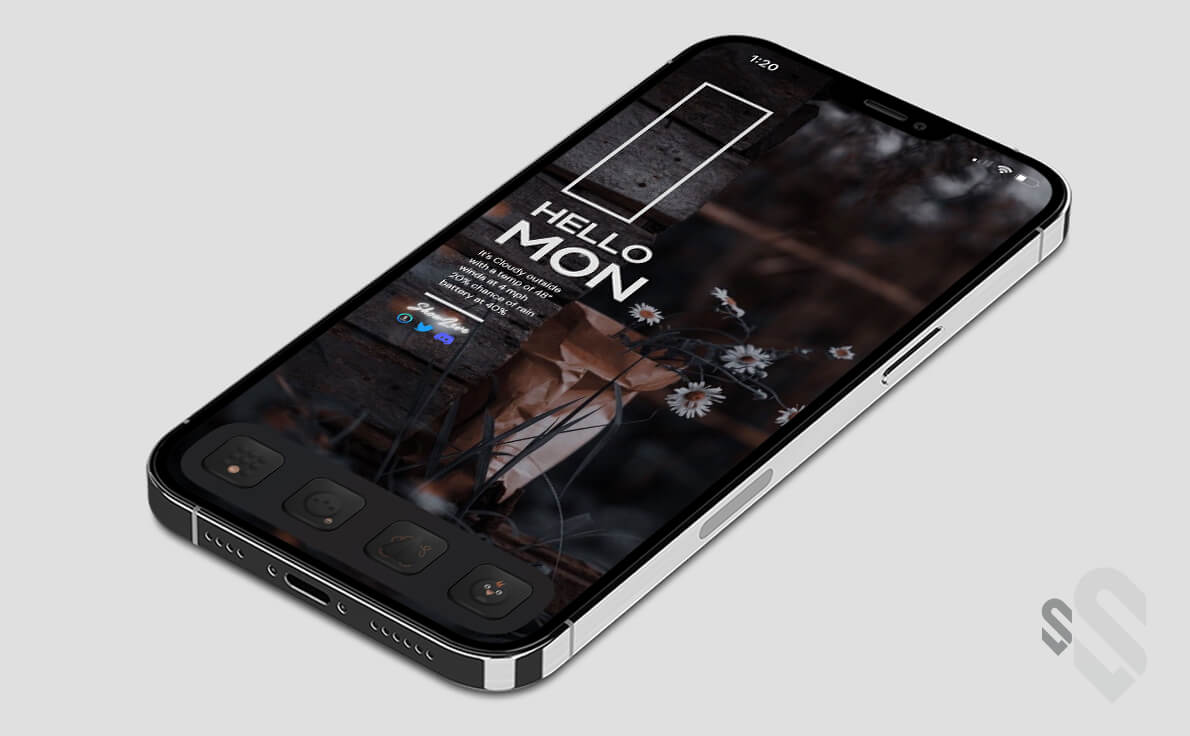 1:20
HELLO
MON
It's Cloudy outside
with a temp of 48°
winds at 4 mph
20% chance of rain
battery at 40%